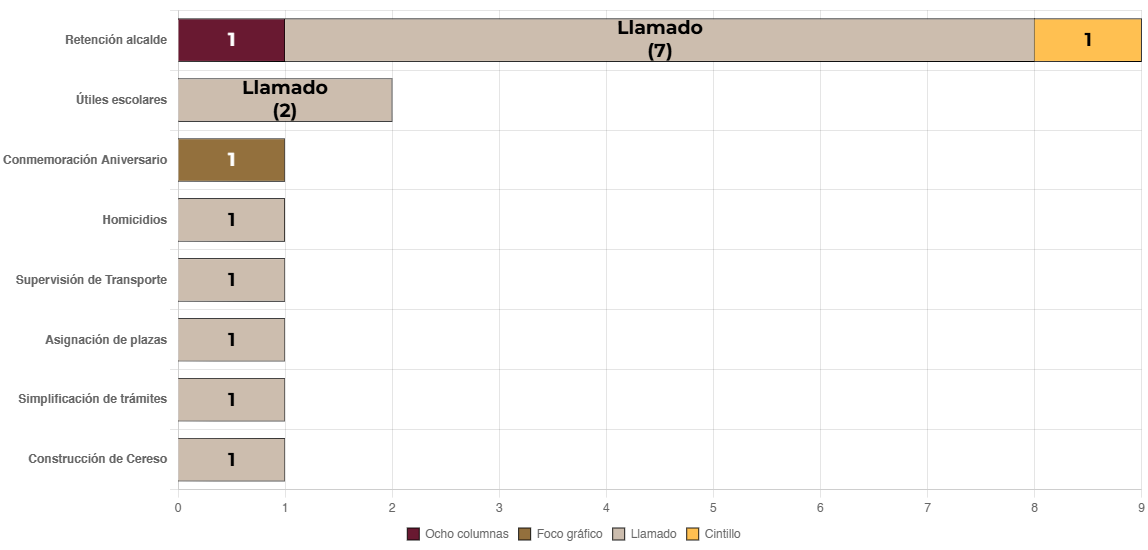 Retención alcalde
1
Llamado
(7)
1
Útiles escolares
Llamado
(2)
Conmemoración Aniversario
1
Homicidios
1
Supervisión de Transporte
1
Asignación de plazas
1
Simplificación de trámites
1
Construcción de Cereso
1
0 1 2 3 4 5 6 7 8 9
Ocho columnas Foco gráfico Llamado Cintillo